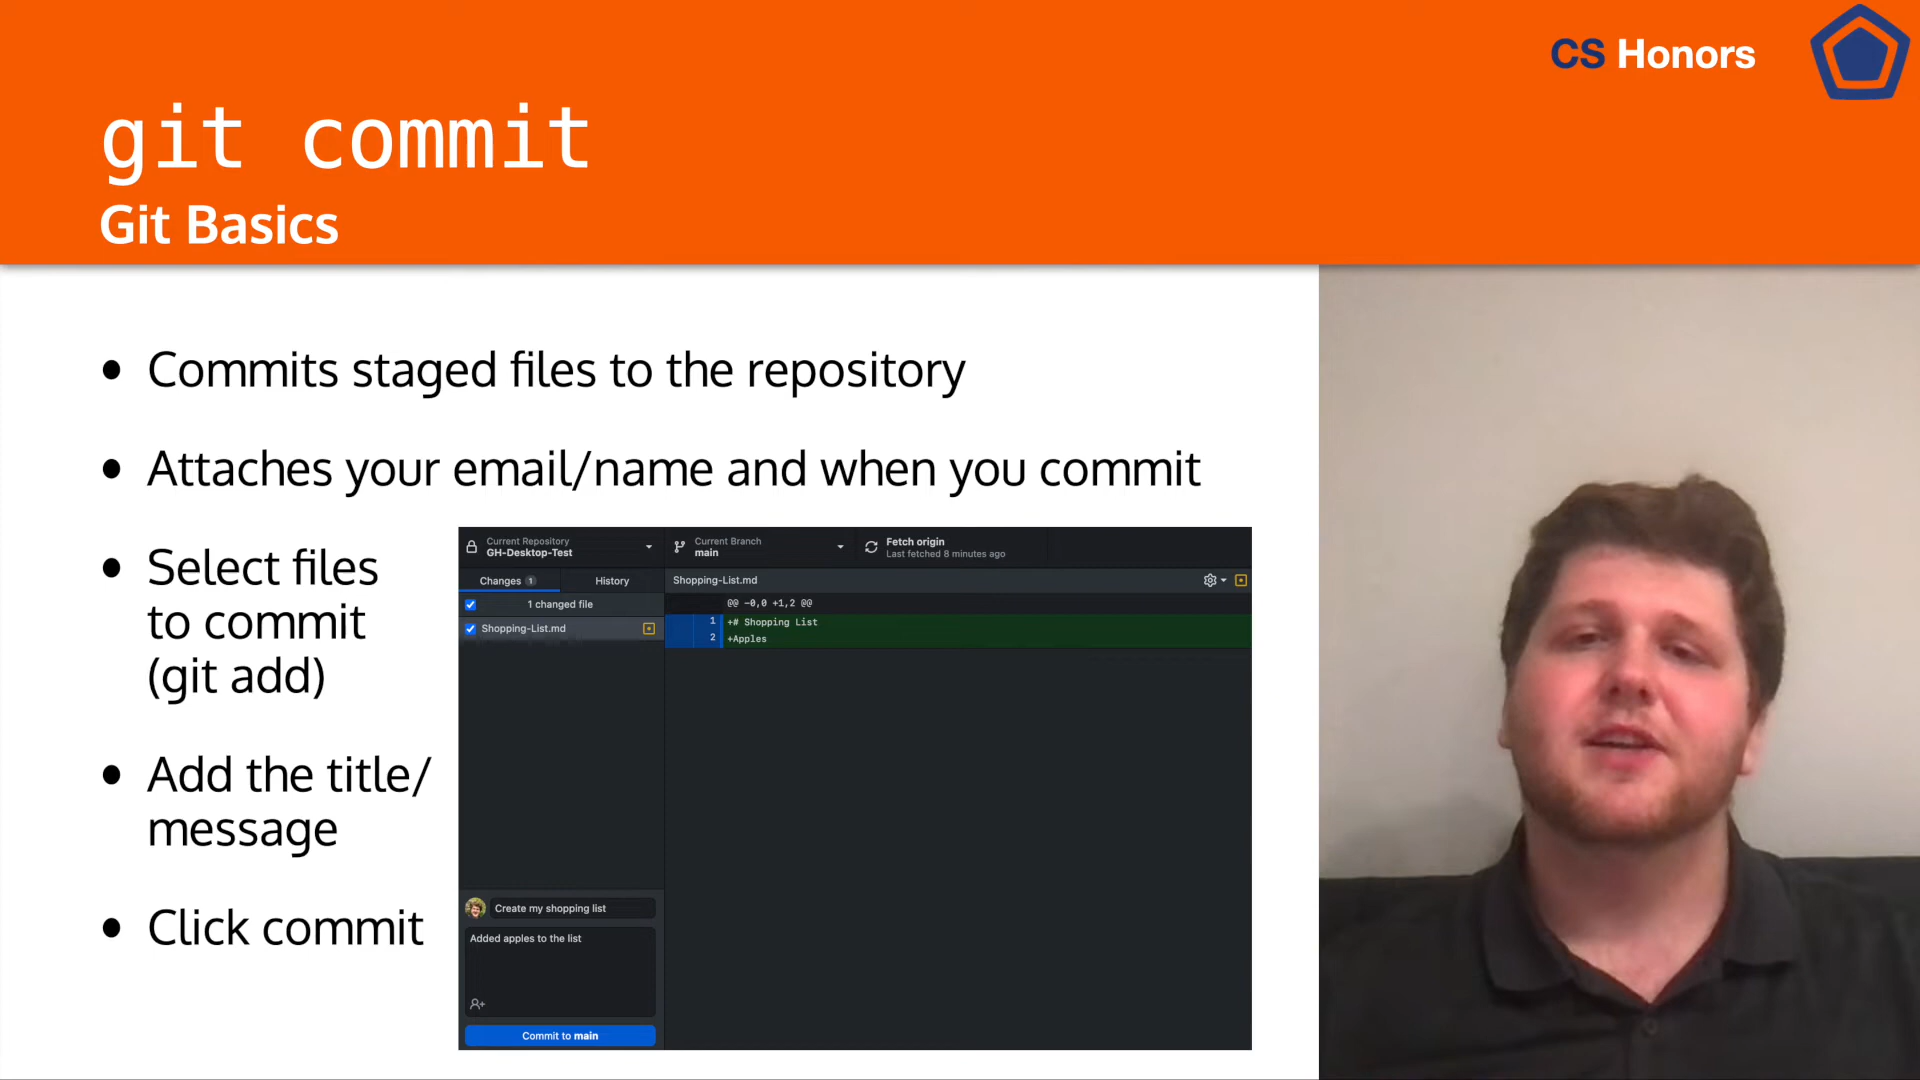 CS Honors
git commit
Git Basics
• Commits staged files to the repository
• Attaches your email/name and when you commit
• Select files
to commit
(git add)
• Add the title/
message
• Click commit
Current Repository
GH-Desktop-Test
Current Branch
main
Fetch origin
Last fetched 8 minutes ago
Changes 1
History
Shopping-List.md
1 changed file
@@ -0,0 +1,2 @@
Shopping-List.md
1 +# Shopping List
2 +Apples
Create my shopping list
Added apples to the list
Commit to main